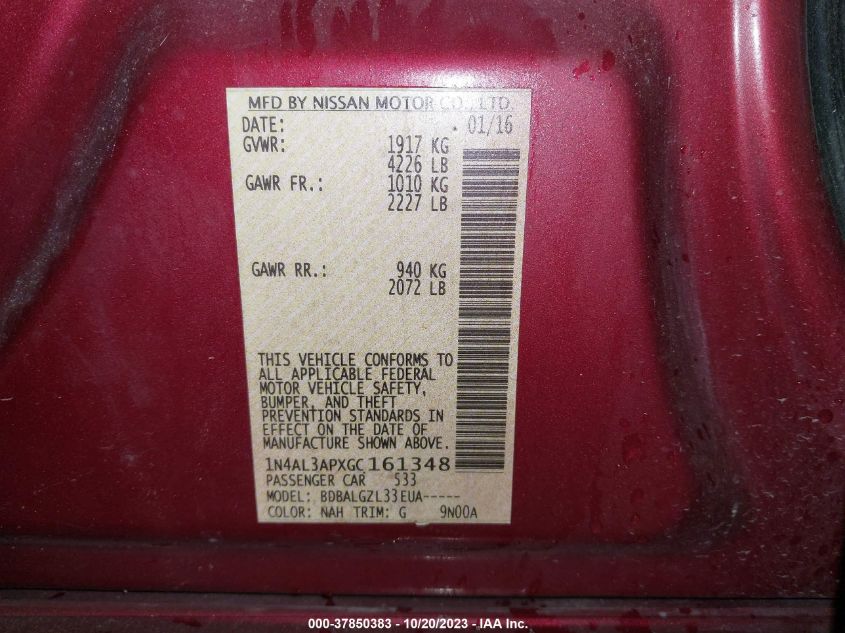 MFD BY NISSAN MOTOR CO., LTD.
DATE: 01/16
GVWR: 1917 KG
4226 LB
GAWR FR.: 1010 KG
2227 LB
GAWR RR.: 940 KG
2072 LB
THIS VEHICLE CONFORMS TO
ALL APPLICABLE FEDERAL
MOTOR VEHICLE SAFETY,
BUMPER, AND THEFT
PREVENTION STANDARDS IN
EFFECT ON THE DATE OF
MANUFACTURE SHOWN ABOVE.
1N4AL3APXGC161348
PASSENGER CAR 533
MODEL: BDBALGZL33EUA-----
COLOR: NAH TRIM: G 9N00A
000-37850383 - 10/20/2023 - IAA Inc.